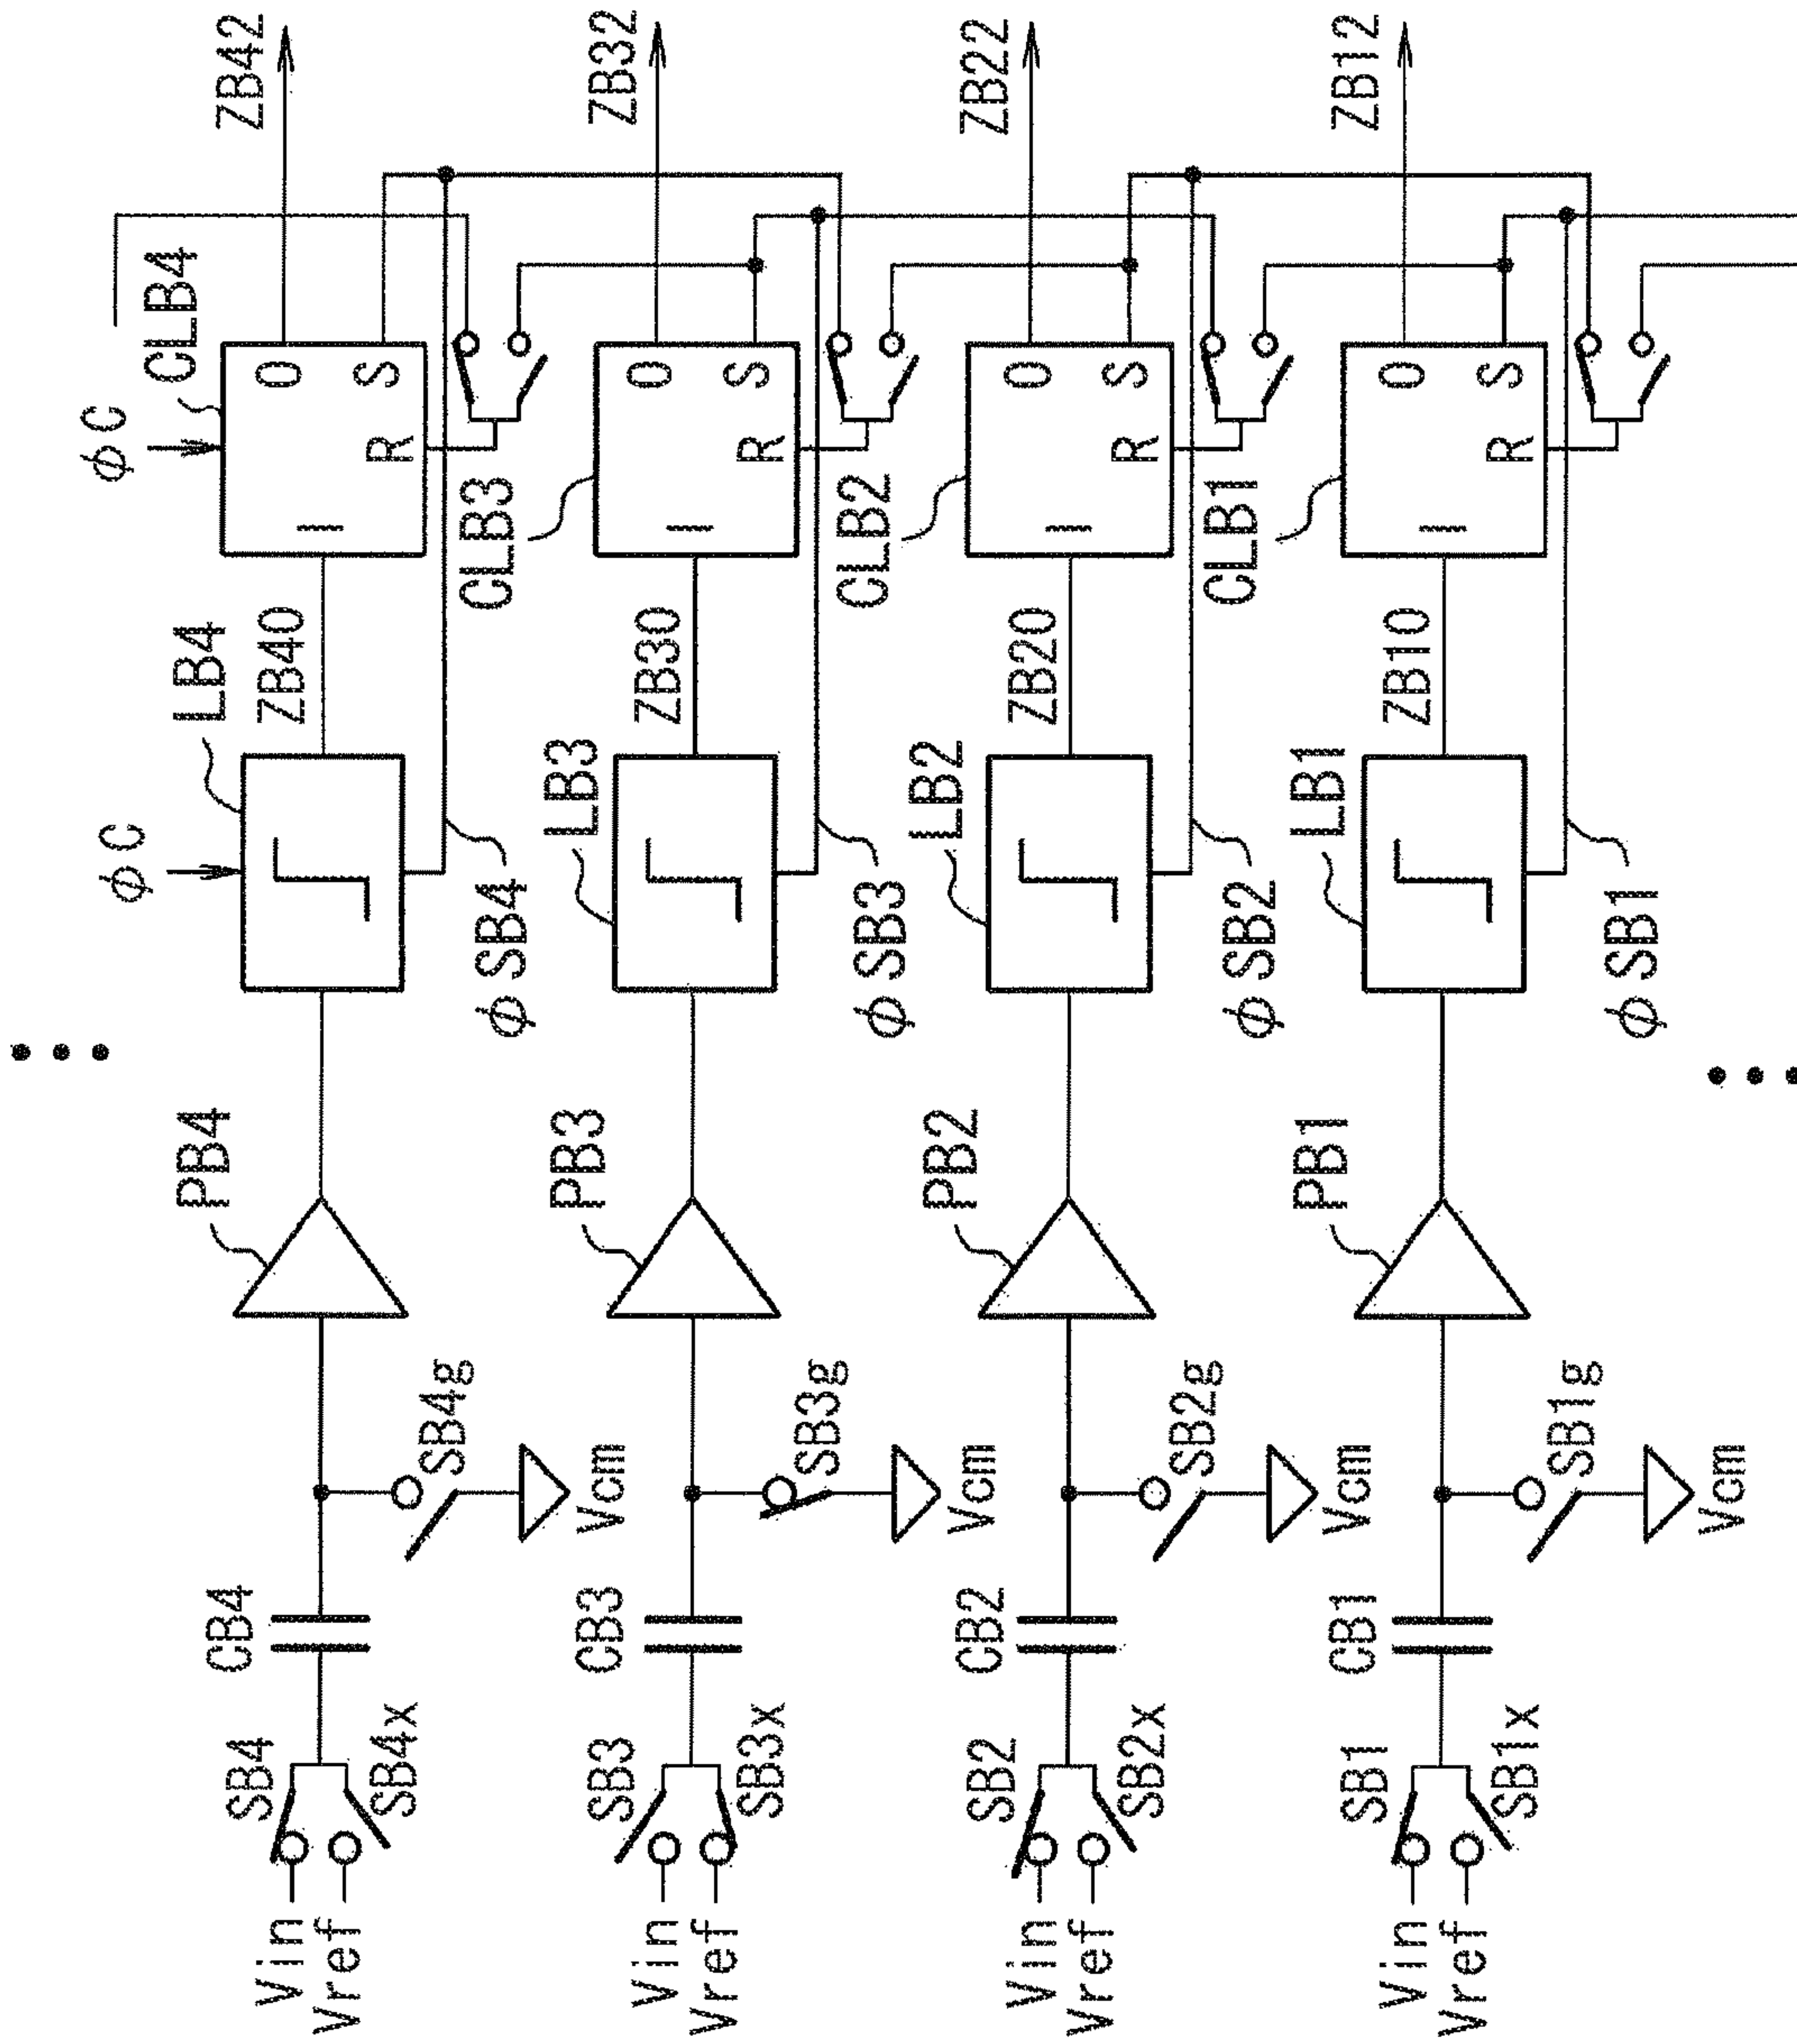 φC
φC
CLB4
ZB42
LB4
ZB40
I
O
S
R
PB4
CB4
SB4
SB4x
Vin
Vref
SB4g
Vcm
φSB4
CLB3
ZB32
LB3
ZB30
I
O
S
R
PB3
CB3
SB3
SB3x
Vin
Vref
SB3g
Vcm
φSB3
CLB2
ZB22
LB2
ZB20
I
O
S
R
PB2
CB2
SB2
SB2x
Vin
Vref
SB2g
Vcm
φSB2
CLB1
ZB12
LB1
ZB10
I
O
S
R
PB1
CB1
SB1
SB1x
Vin
Vref
SB1g
Vcm
φSB1